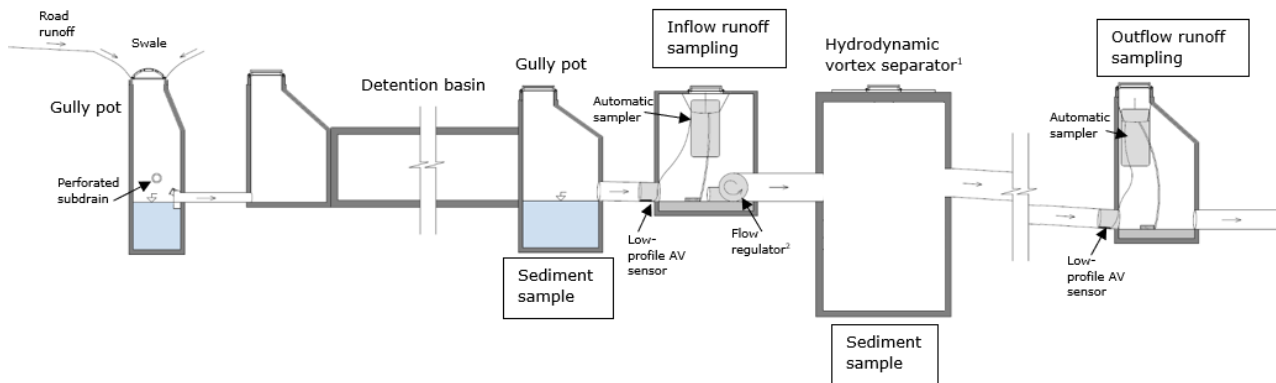 Road
runoff
Swale
Gully pot
Perforated
subdrain
Detention basin
Gully pot
Sediment
sample
Inflow runoff
sampling
Automatic
sampler
Low-
profile AV
sensor
Flow
regulator²
Hydrodynamic
vortex separator¹
Sediment
sample
Outflow runoff
sampling
Automatic
sampler
Low-
profile AV
sensor